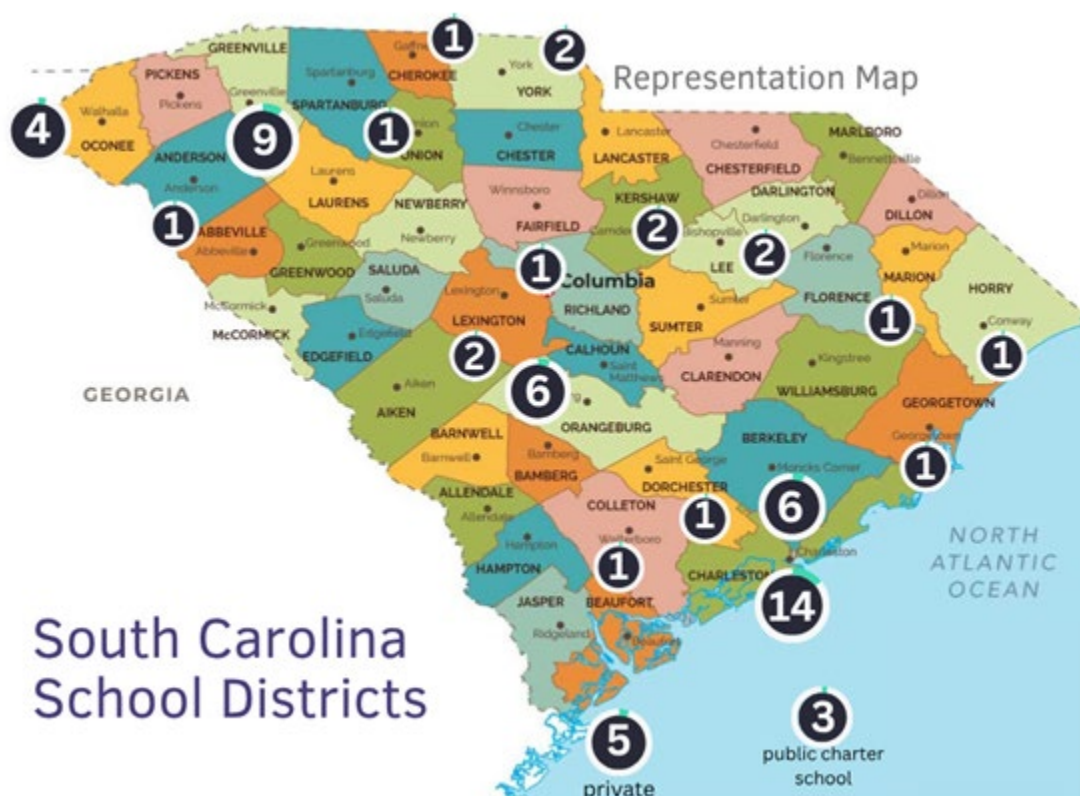 1
2
GREENVILLE
CHEROKEE
York
Representation Map
PICKENS
Spartanburg
YORK
Pickens
Greenville
SPARTANBURG
4
Walhalla
OCONEE
9
1
UNION
Chester
CHESTER
Lancaster
LANCASTER
Chesterfield
CHESTERFIELD
MARLBORO
Bennettsville
ANDERSON
Anderson
Laurens
LAURENS
NEWBERRY
Winnsboro
FAIRFIELD
KERSHAW
DARLINGTON
Darlington
Dillon
DILLON
1
ABBEVILLE
Abbeville
Greenwood
GREENWOOD
Newberry
2
LEE
2
Florence
FLORENCE
Marion
MARION
HORRY
SALUDA
Saluda
Lexington
LEXINGTON
1
Columbia
RICHLAND
Sumter
SUMTER
McCormick
McCORMICK
Edgefield
EDGEFIELD
1
Conway
1
2
CALHOUN
Saint
Matthews
Manning
CLARENDON
Kingstree
WILLIAMSBURG
GEORGIA
Aiken
AIKEN
6
ORANGEBURG
GEORGETOWN
Georgetown
BARNWELL
Barnwell
Bamberg
BAMBERG
BERKELEY
Moncks Corner
1
Saint George
DORCHESTER
ALLENDALE
Allendale
COLLETON
Walterboro
1
6
Hampton
HAMPTON
1
Charleston
CHARLESTON
NORTH
ATLANTIC
OCEAN
JASPER
BEAUFORT
14
Ridgeland
Beaufort
South Carolina
School Districts
5
private
3
public charter
school